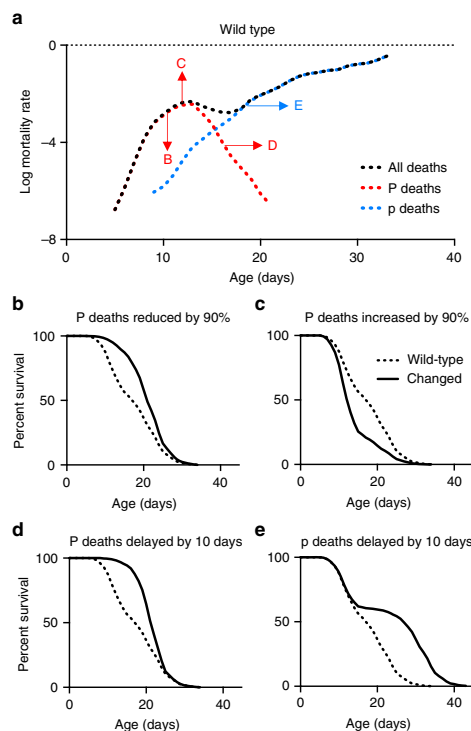 a
Wild type
0
−4
−8
Log mortality rate
C
B
E
D
All deaths
P deaths
p deaths
0
10
20
30
40
Age (days)
b
P deaths reduced by 90%
100
50
0
Percent survival
0
20
40
Age (days)
c
P deaths increased by 90%
Wild-type
Changed
100
50
0
0
20
40
Age (days)
d
P deaths delayed by 10 days
100
50
0
Percent survival
0
20
40
Age (days)
e
p deaths delayed by 10 days
100
50
0
0
20
40
Age (days)